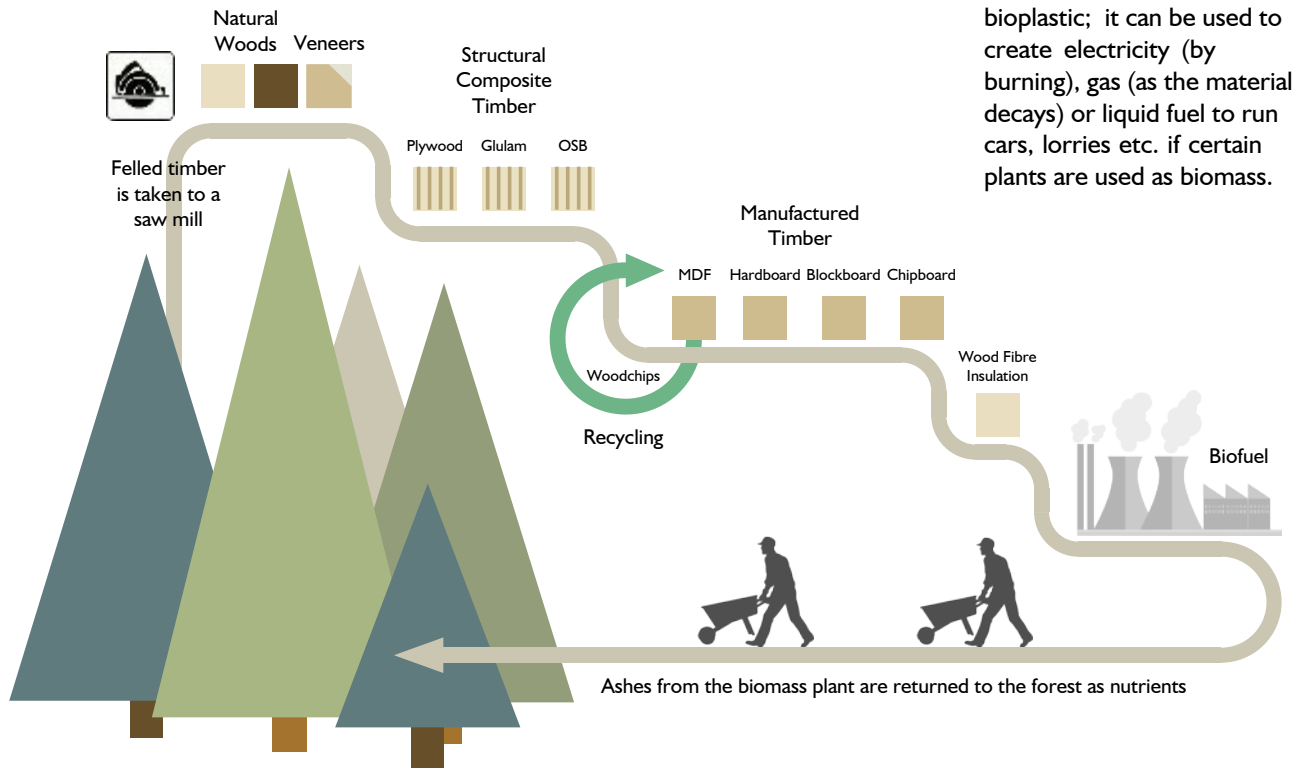 bioplastic; it can be used to
create electricity (by
burning), gas (as the material
decays) or liquid fuel to run
cars, lorries etc. if certain
plants are used as biomass.
Natural
Woods
Veneers
Structural
Composite
Timber
Plywood
Glulam
OSB
Felled timber
is taken to a
saw mill
Manufactured
Timber
MDF
Hardboard
Blockboard
Chipboard
Woodchips
Recycling
Wood Fibre
Insulation
Biofuel
Ashes from the biomass plant are returned to the forest as nutrients